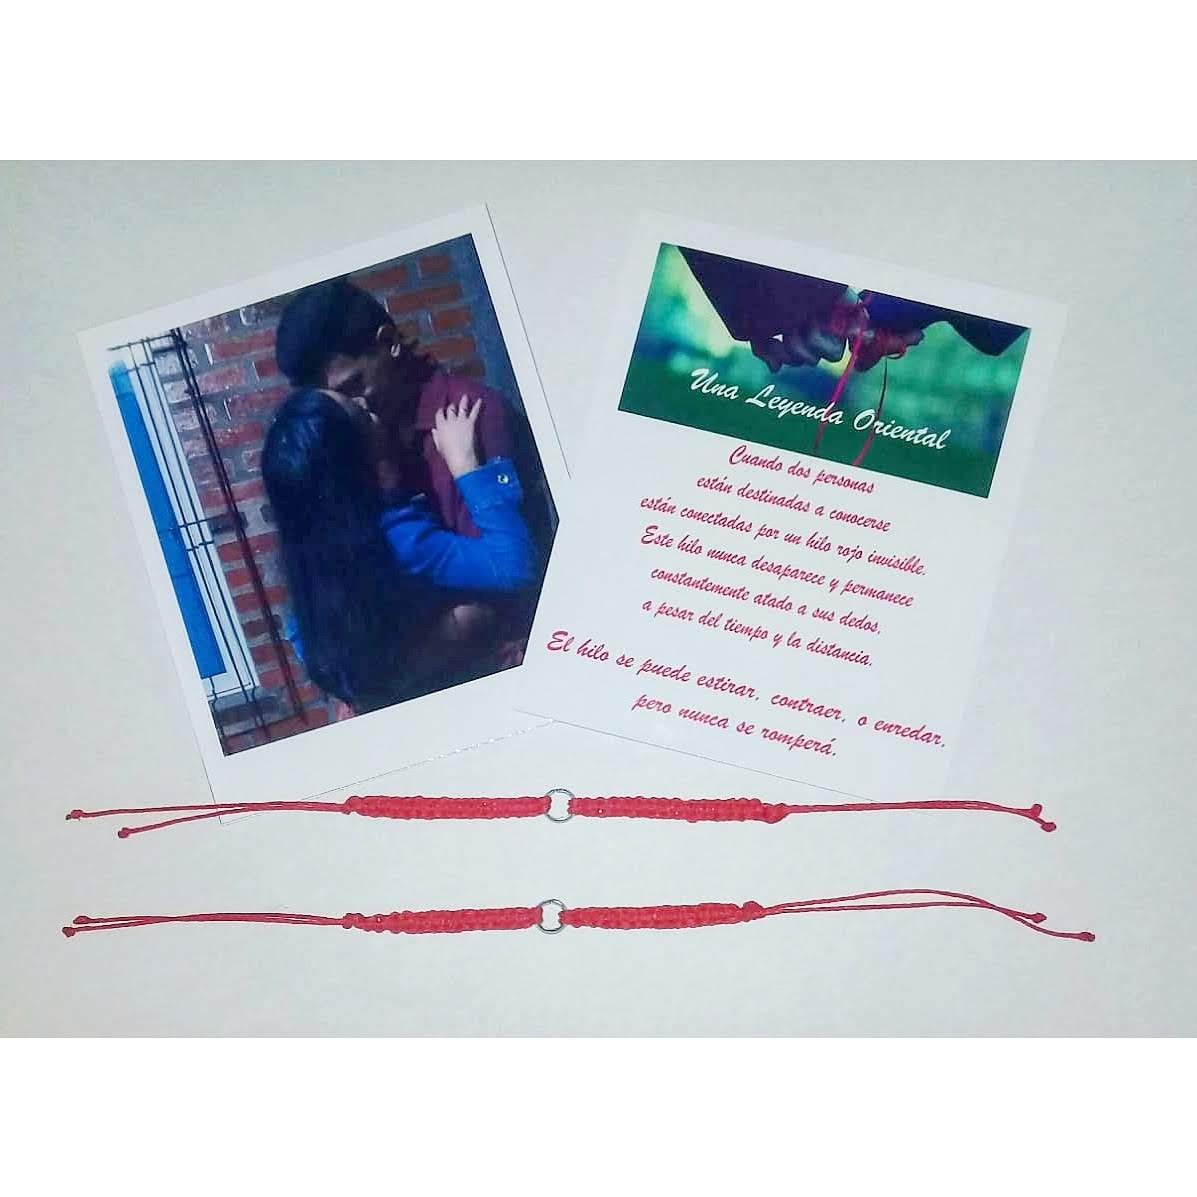 Una Leyenda Oriental
Cuando dos personas
están destinadas a conocerse
están conectadas por un hilo rojo invisible.
Este hilo nunca desaparece y permanece
constantemente atado a sus dedos,
a pesar del tiempo y la distancia.
El hilo se puede estirar, contraer, o enredar,
pero nunca se romperá.